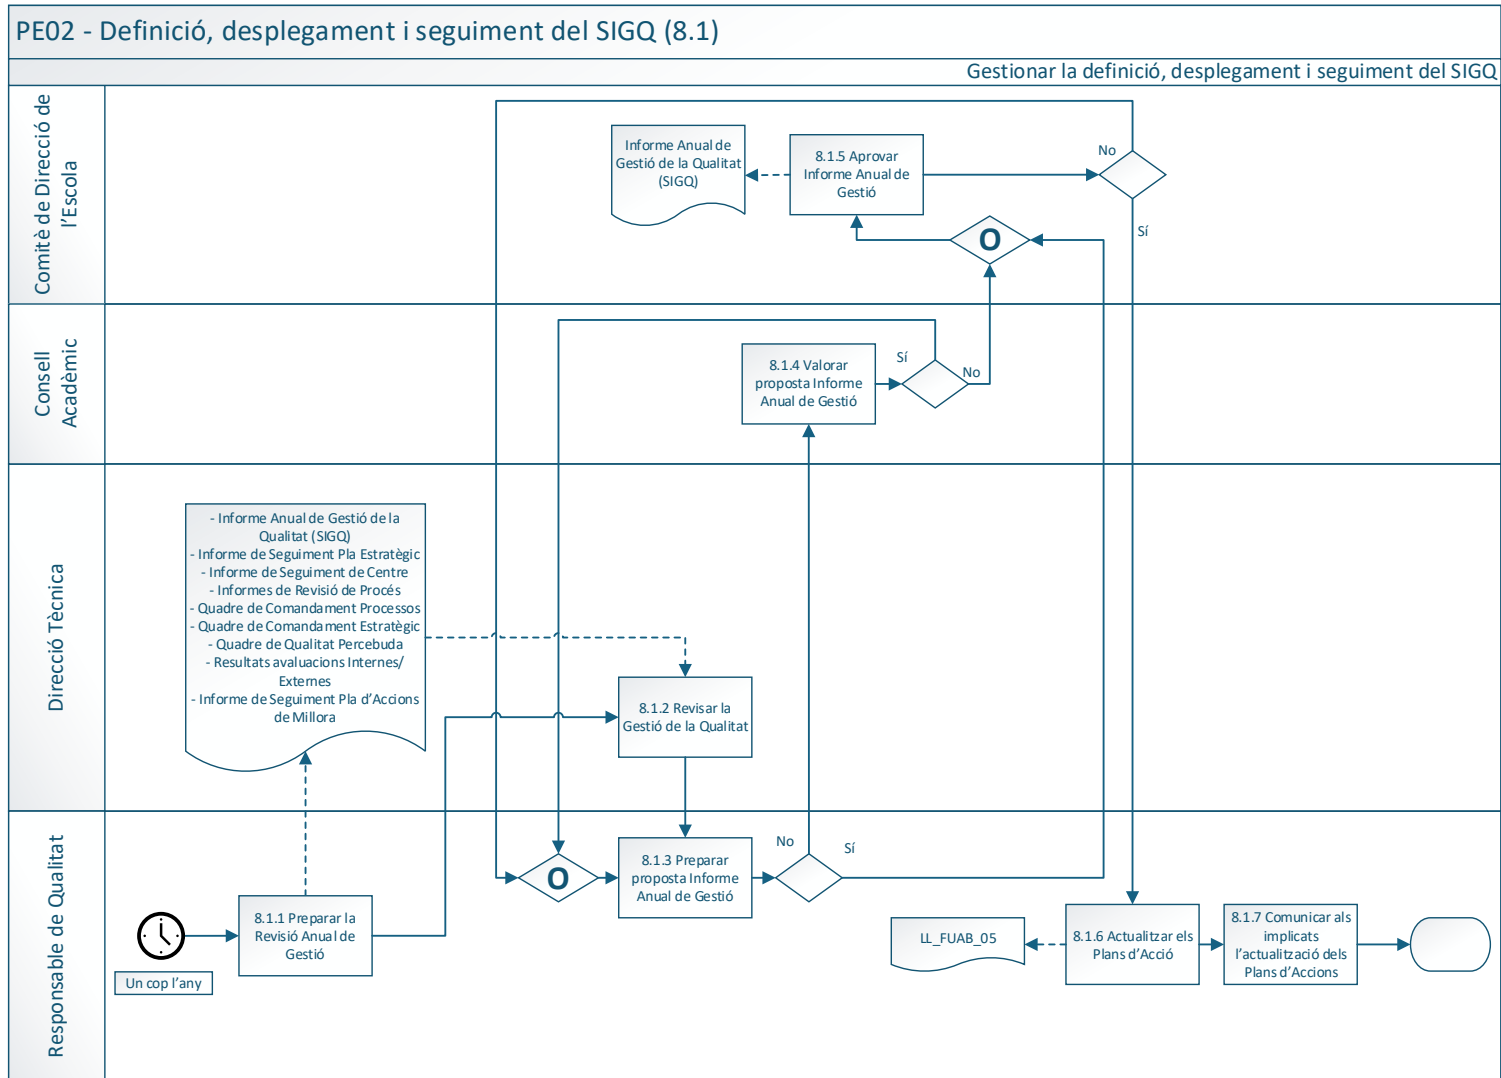 PE02 - Definició, desplegament i seguiment del SIGQ (8.1)
Gestionar la definició, desplegament i seguiment del SIGQ
Comitè de Direcció de
l'Escola
Informe Anual de
Gestió de la Qualitat
(SIGQ)
8.1.5 Aprovar
Informe Anual de
Gestió
No
Sí
O
Consell
Acadèmic
8.1.4 Valorar
proposta Informe
Anual de Gestió
Sí
No
Direcció Tècnica
- Informe Anual de Gestió de la
Qualitat (SIGQ)
- Informe de Seguiment Pla Estratègic
- Informe de Seguiment de Centre
- Informes de Revisió de Procés
- Quadre de Comandament Processos
- Quadre de Comandament Estratègic
- Quadre de Qualitat Percebuda
- Resultats avaluacions Internes/
Externes
- Informe de Seguiment Pla d'Accions
de Millora
8.1.2 Revisar la
Gestió de la Qualitat
Responsable de Qualitat
Un cop l'any
8.1.1 Preparar la
Revisió Anual de
Gestió
O
8.1.3 Preparar
proposta Informe
Anual de Gestió
No
Sí
LL_FUAB_05
8.1.6 Actualitzar els
Plans d'Acció
8.1.7 Comunicar als
implicats
l'actualització dels
Plans d'Accions